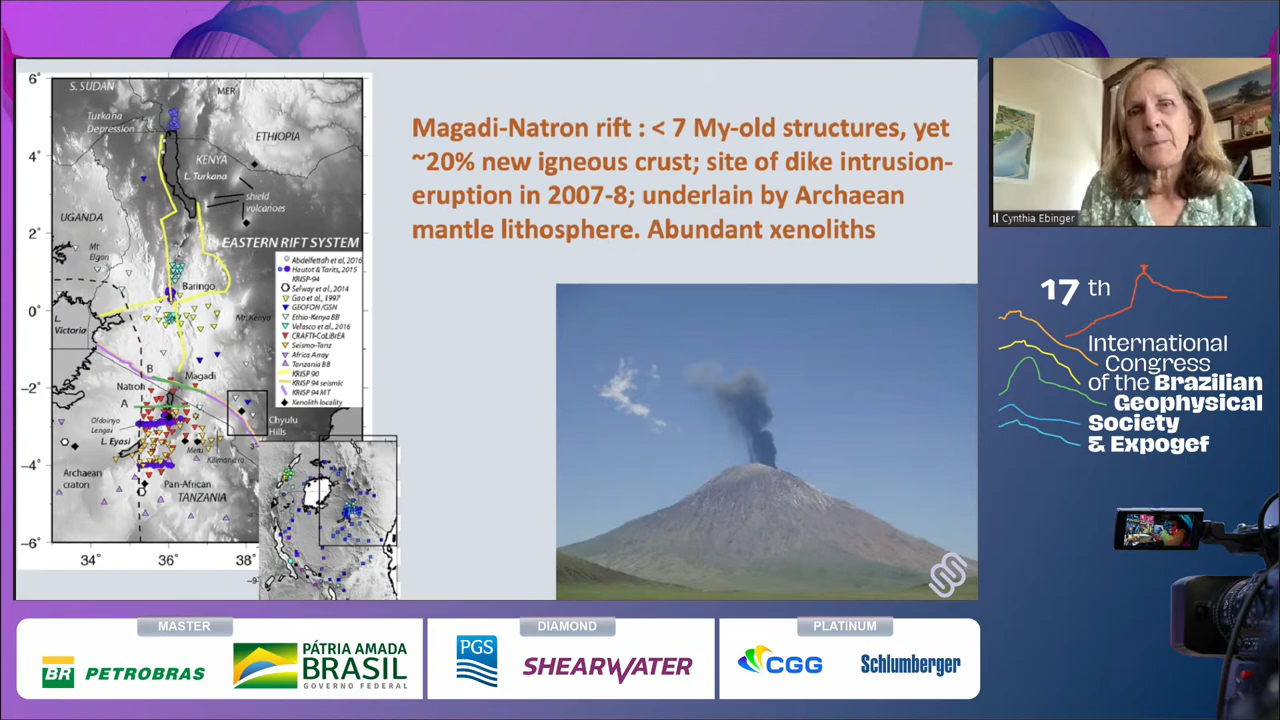 Magadi-Natron rift : < 7 My-old structures, yet
~20% new igneous crust; site of dike intrusion-
eruption in 2007-8; underlain by Archaean
mantle lithosphere. Abundant xenoliths
6°
4°
2°
0°
−2°
−4°
−6°
34°
36°
38°
S. SUDAN
MER
Turkana
Depression
ETHIOPIA
KENYA
L. Turkana
shield
volcanoes
UGANDA
Mt
Elgon
EASTERN RIFT SYSTEM
Abdelfettah et al, 2016
Hautot & Tarits, 2015
KRISP-94
Selway et al, 2014
Gao et al, 1997
GEOFON/GSN
Ethio-Kenya BB
Velasco et al, 2016
CRAFTI-CoLiBrEA
Seismo-Tanz
Africa Array
Tanzania BB
KRISP 90
KRISP 94 seismic
KRISP 94 MT
Xenolith locality
Baringo
L.
Victoria
Mt Kenya
B
Magadi
Natron
A
Oldoinyo
Lengai
L. Eyasi
Chyulu
Hills
Meru
Kilimanjaro
Archaean
craton
Pan-African
TANZANIA
Cynthia Ebinger
17 th
International
Congress
of the Brazilian
Geophysical
Society
& Expogef
MASTER
BR PETROBRAS
PÁTRIA AMADA
BRASIL
GOVERNO FEDERAL
DIAMOND
PGS
SHEARWATER
PLATINUM
CGG
Schlumberger